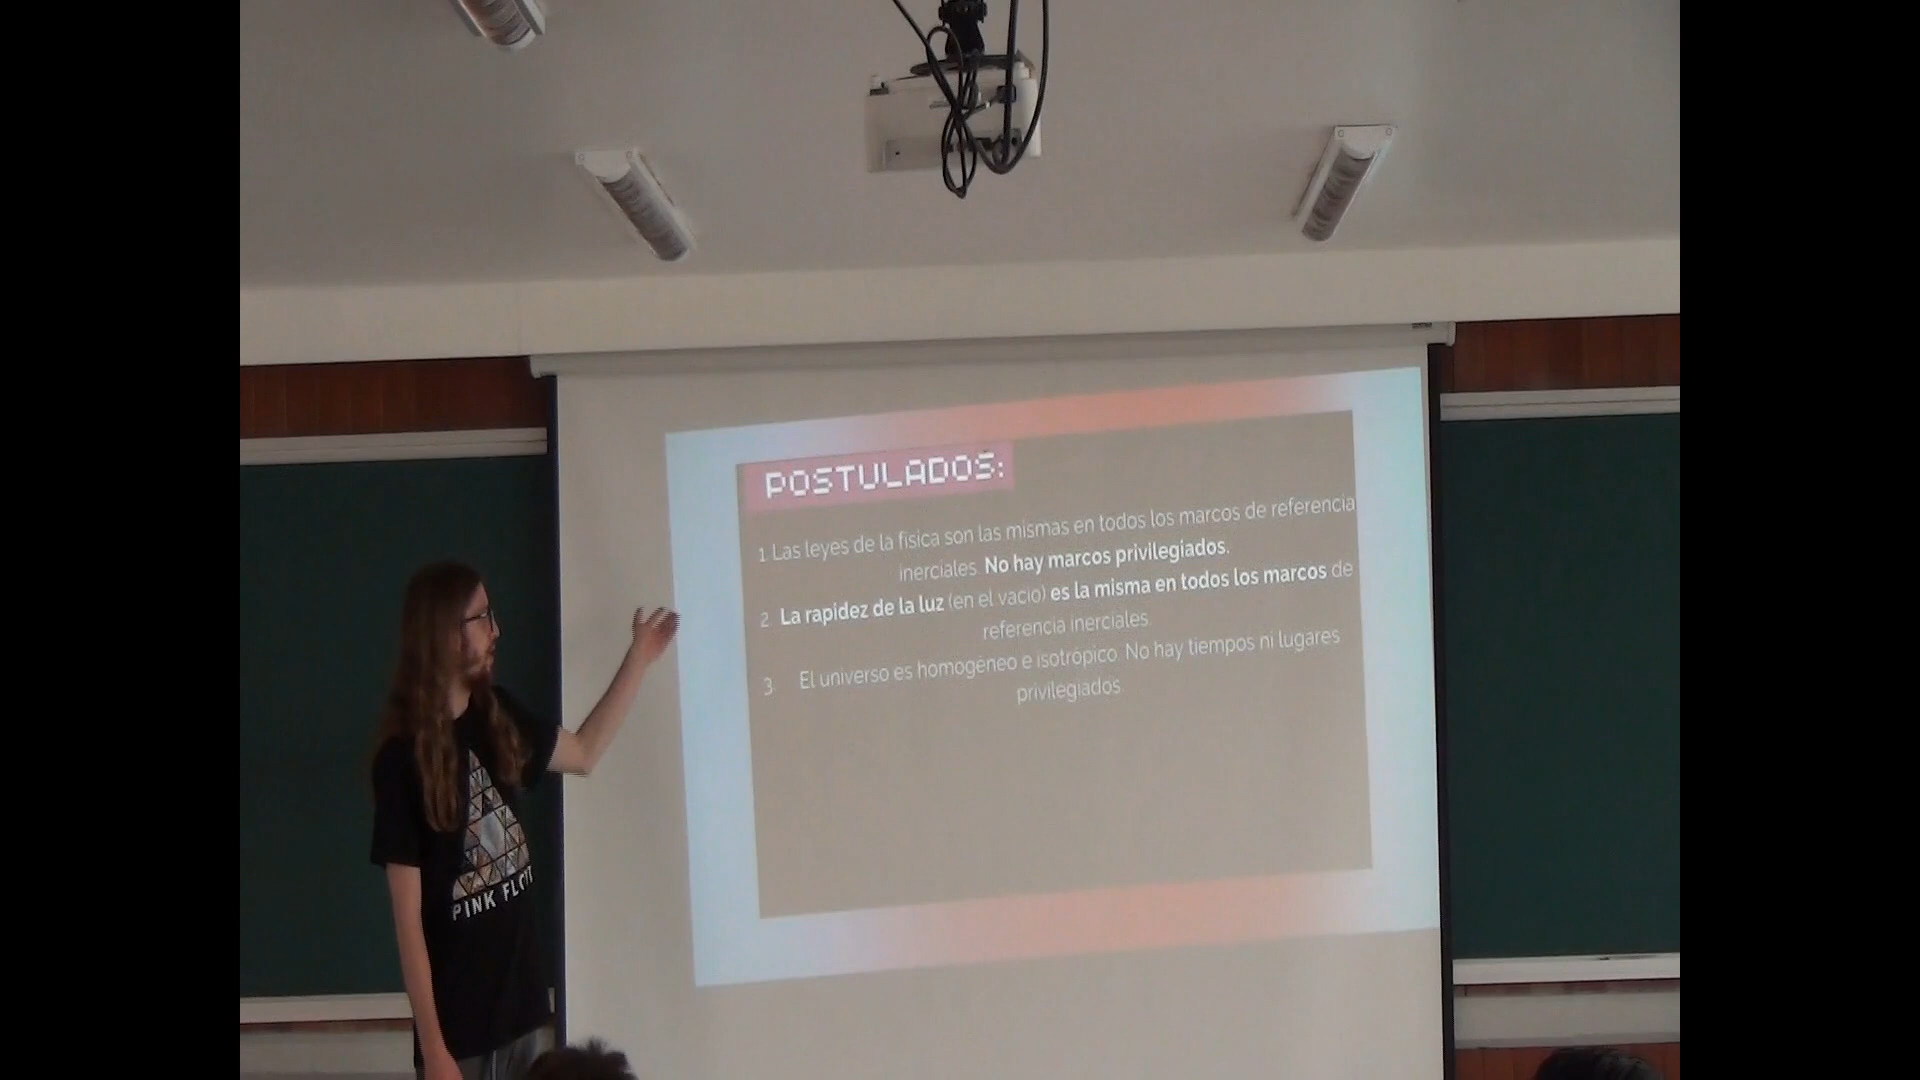 POSTULADOS:
1 Las leyes de la física son las mismas en todos los marcos de referencia
inerciales. No hay marcos privilegiados.
2. La rapidez de la luz (en el vacío) es la misma en todos los marcos de
referencia inerciales.
3. El universo es homogéneo e isotrópico. No hay tiempos ni lugares
privilegiados.
PINK